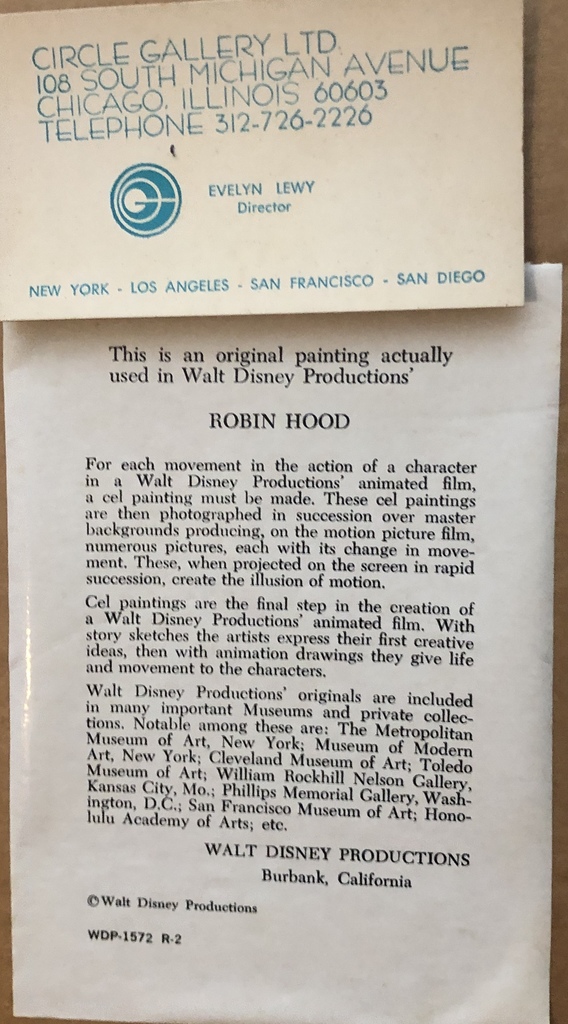 CIRCLE GALLERY LTD.
108 SOUTH MICHIGAN AVENUE
CHICAGO, ILLINOIS 60603
TELEPHONE 312-726-2226
EVELYN LEWY
Director
NEW YORK - LOS ANGELES - SAN FRANCISCO - SAN DIEGO
This is an original painting actually
used in Walt Disney Productions'
ROBIN HOOD
For each movement in the action of a character
in a Walt Disney Productions' animated film,
a cel painting must be made. These cel paintings
are then photographed in succession over master
backgrounds producing, on the motion picture film,
numerous pictures, each with its change in move-
ment. These, when projected on the screen in rapid
succession, create the illusion of motion.
Cel paintings are the final step in the creation of
a Walt Disney Productions' animated film. With
story sketches the artists express their first creative
ideas, then with animation drawings they give life
and movement to the characters.
Walt Disney Productions' originals are included
in many important Museums and private collec-
tions. Notable among these are: The Metropolitan
Museum of Art, New York; Museum of Modern
Art, New York; Cleveland Museum of Art; Toledo
Museum of Art; William Rockhill Nelson Gallery,
Kansas City, Mo.; Phillips Memorial Gallery, Wash-
ington, D.C.; San Francisco Museum of Art; Hono-
lulu Academy of Arts; etc.
WALT DISNEY PRODUCTIONS
Burbank, California
©Walt Disney Productions
WDP-1572 R-2